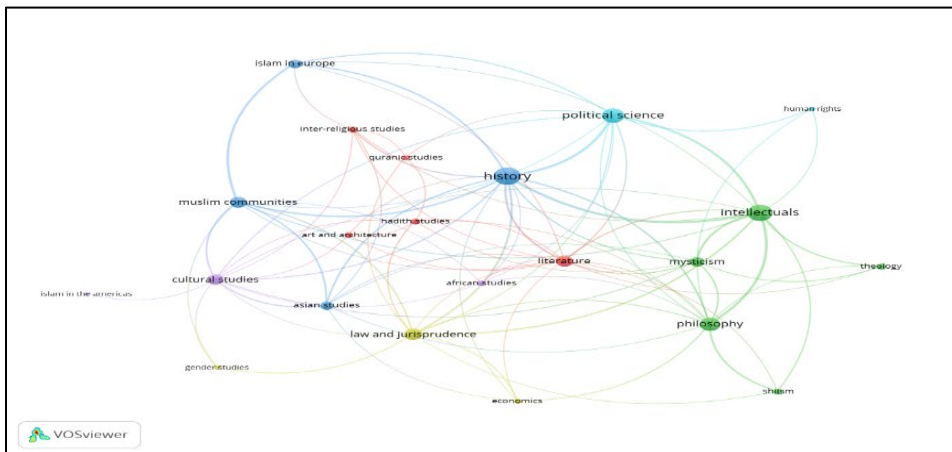 islam in europe
human rights
political science
inter-religious studies
quranic studies
history
muslim communities
intellectuals
hadith studies
art and architecture
literature
mysticism
theology
cultural studies
african studies
islam in the americas
asian studies
philosophy
law and jurisprudence
gender studies
shiism
economics
VOSviewer